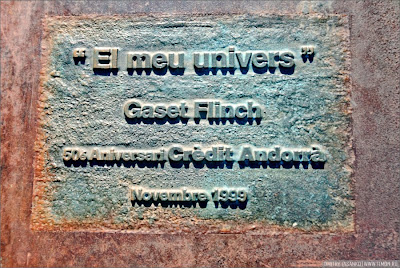 " El meu univers "
Gaset Flinch
50è Aniversari Crèdit Andorrà
Novembre 1999